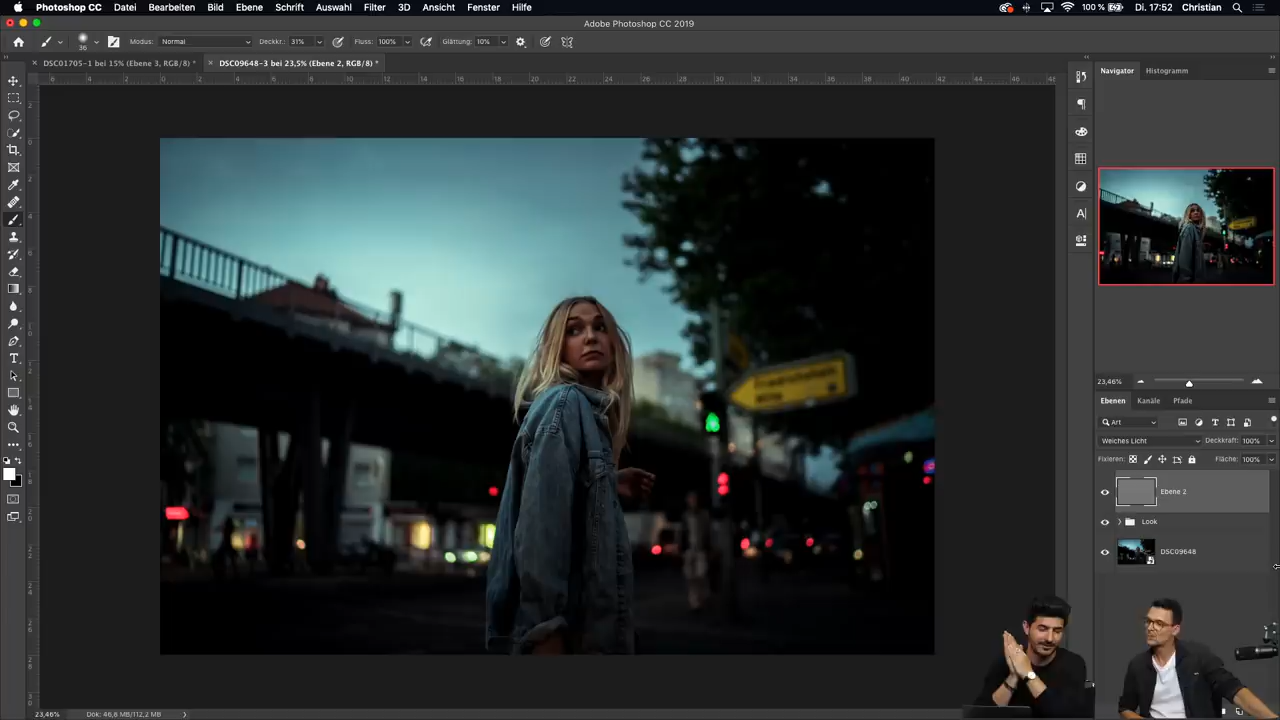 Photoshop CC Datei Bearbeiten Bild Ebene Schrift Auswahl Filter 3D Ansicht Fenster Hilfe 100 % Di. 17:52 Christian
Adobe Photoshop CC 2019
36 Modus: Normal Deckkr.: 31% Fluss: 100% Glättung: 10%
DSC01705-1 bei 15% (Ebene 3, RGB/8) * DSC09648-3 bei 23,5% (Ebene 2, RGB/8) *
Navigator Histogramm
23,46%
Ebenen Kanäle Pfade
Art
Weiches Licht Deckkraft: 100%
Fixieren: Fläche: 100%
Ebene 2
Look
DSC09648
23,46% Dok: 46,8 MB/112,2 MB